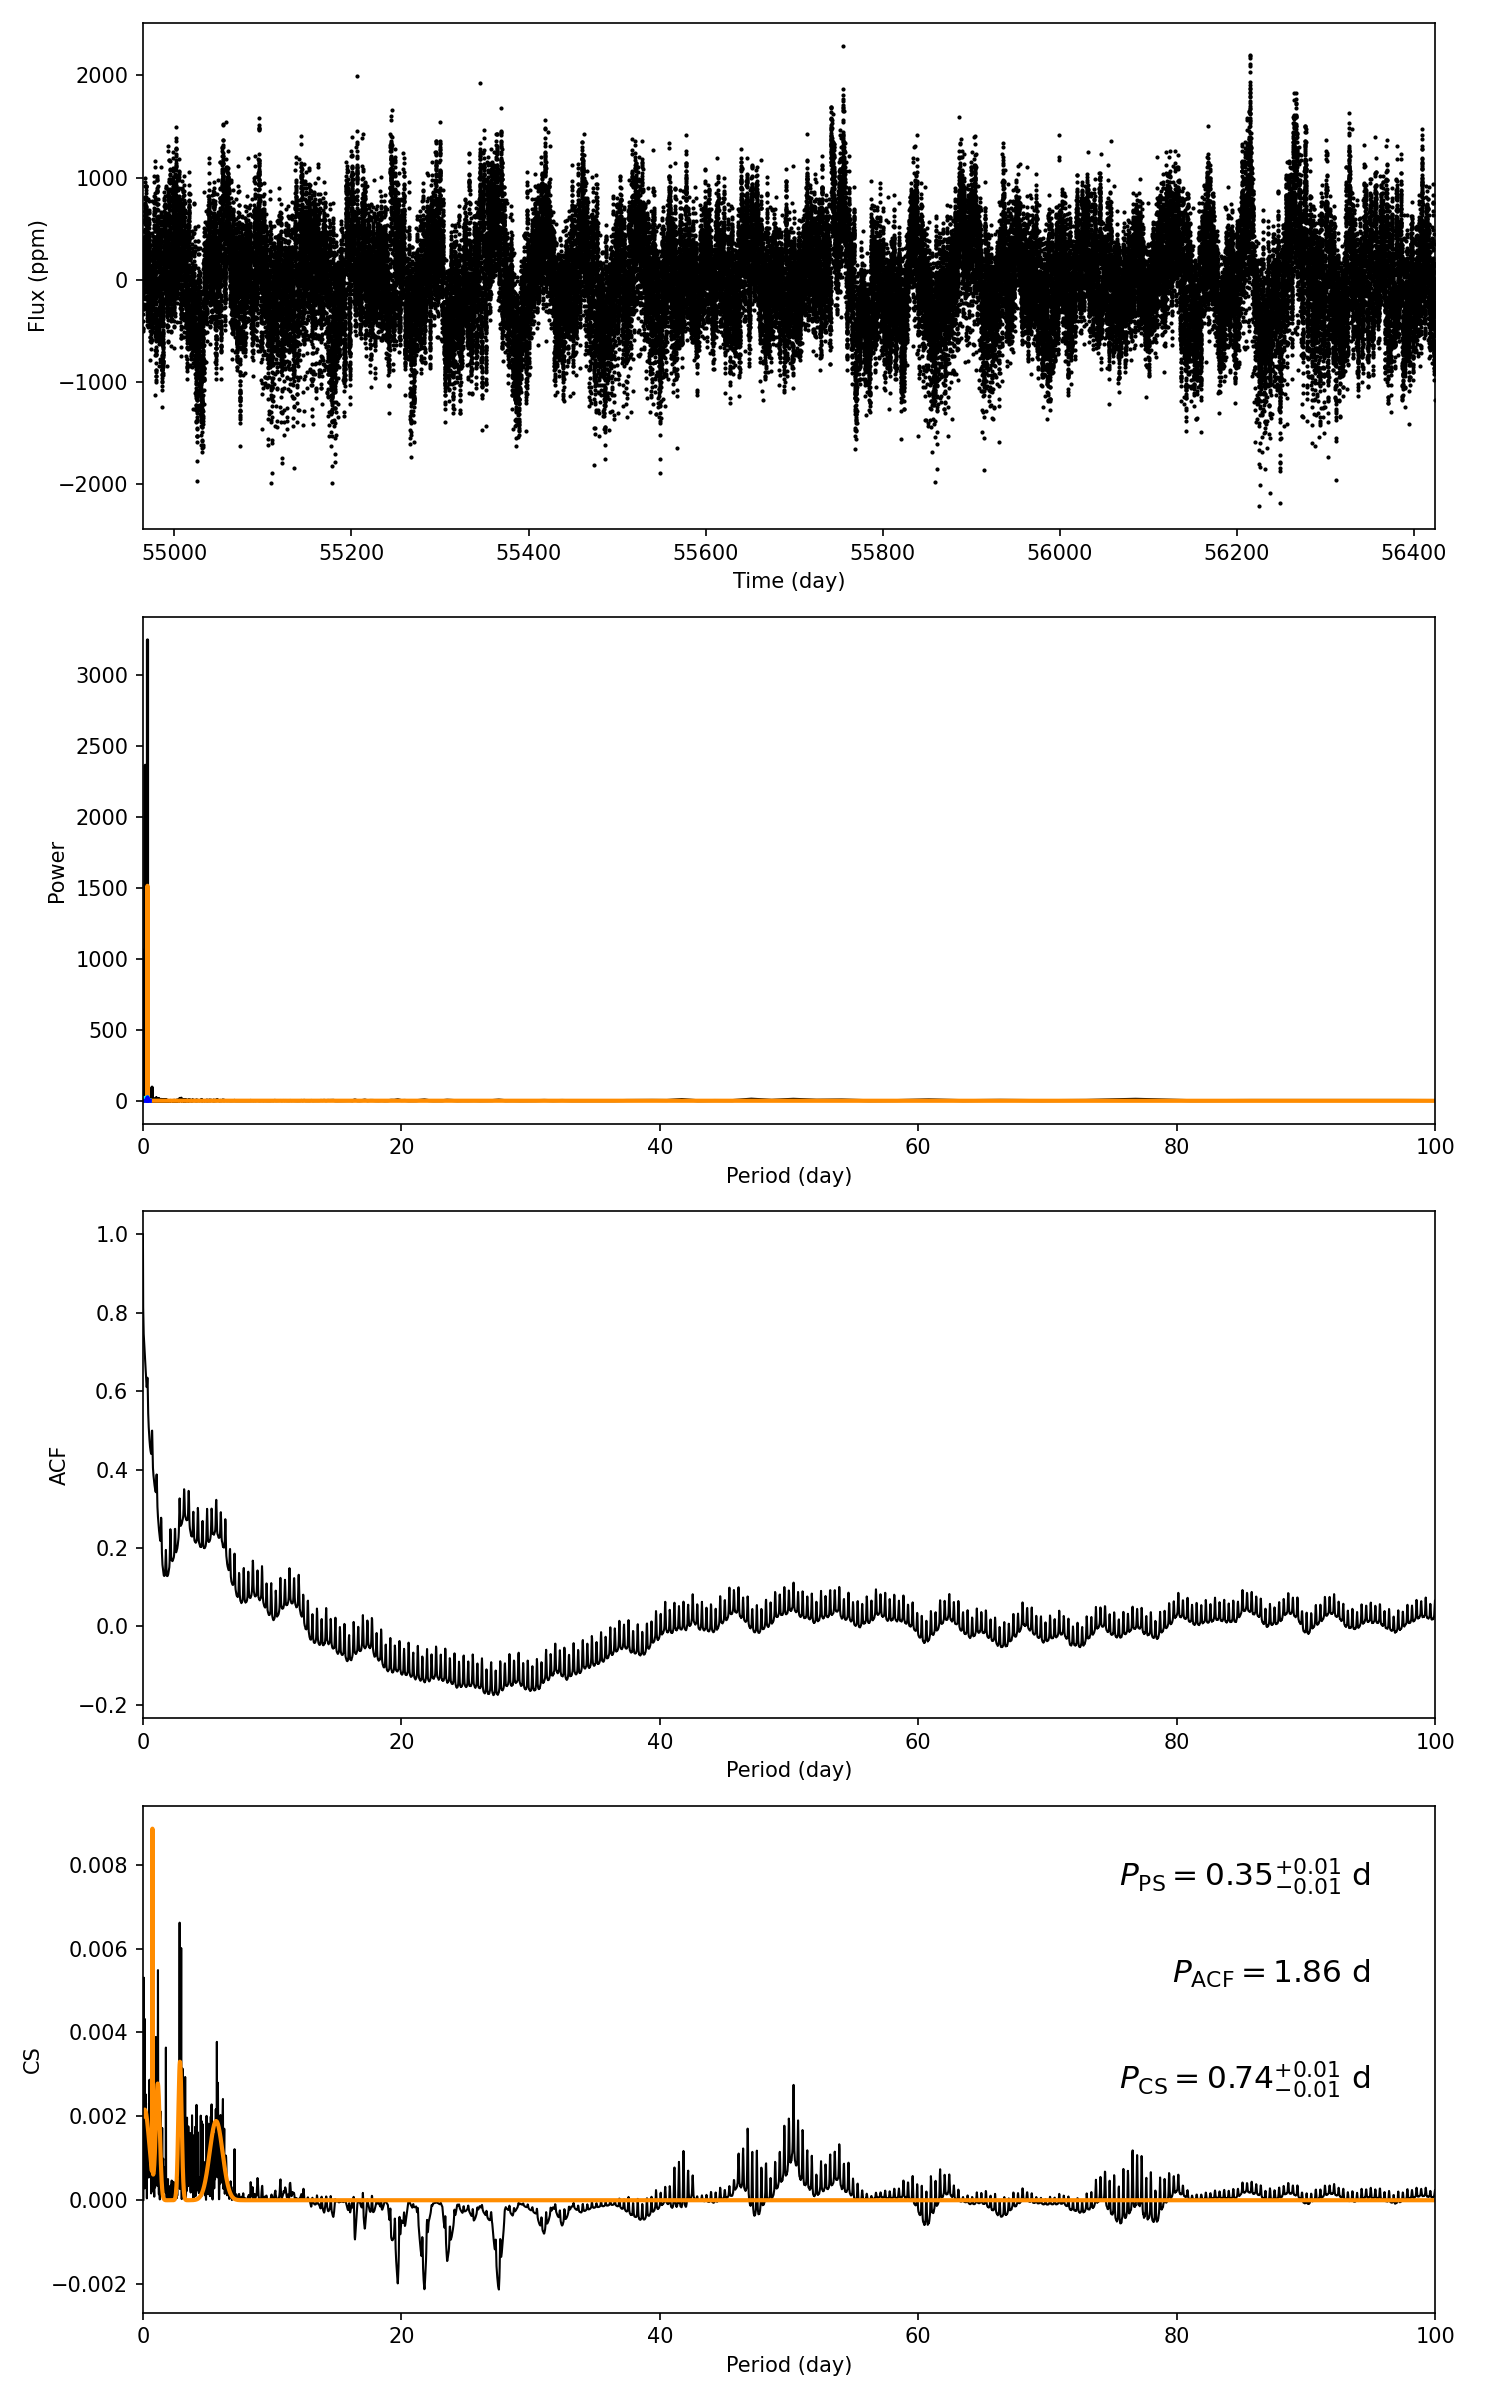 2000
1000
0
−1000
−2000
Flux (ppm)
55000 55200 55400 55600 55800 56000 56200 56400
Time (day)
3000
2500
2000
1500
1000
500
0
Power
0 20 40 60 80 100
Period (day)
1.0
0.8
0.6
0.4
0.2
0.0
−0.2
ACF
0 20 40 60 80 100
Period (day)
0.008
0.006
0.004
0.002
0.000
−0.002
CS
P_PS = 0.35^{+0.01}_{−0.01} d
P_ACF = 1.86 d
P_CS = 0.74^{+0.01}_{−0.01} d
0 20 40 60 80 100
Period (day)